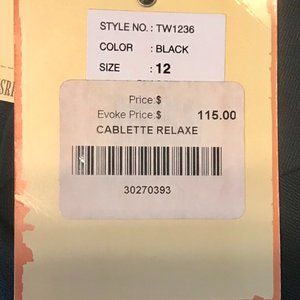 STYLE NO. : TW1236
COLOR : BLACK
SIZE : 12
Price:$
Evoke Price:$ 115.00
CABLETTE RELAXE
30270393